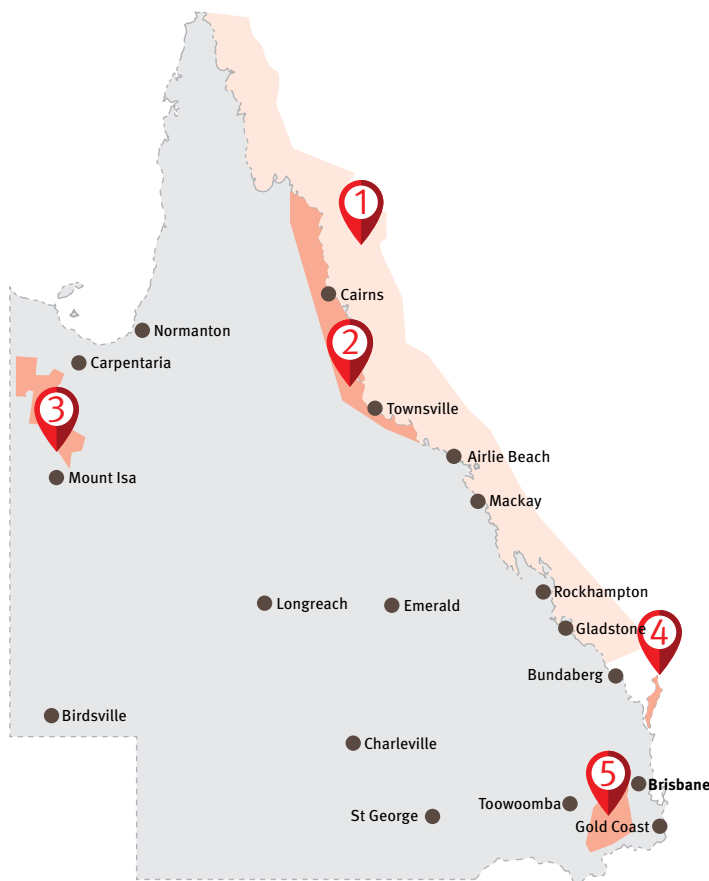 1
Cairns
Normanton
2
Carpentaria
3
Townsville
Airlie Beach
Mount Isa
Mackay
Rockhampton
Longreach
Emerald
Gladstone
4
Bundaberg
Birdsville
Charleville
5
Brisbane
Toowoomba
St George
Gold Coast